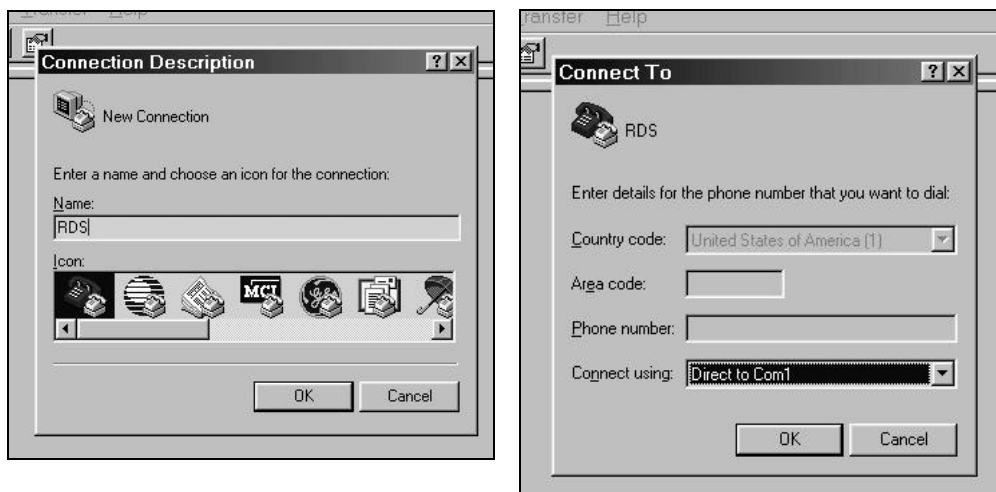 Transfer Help
Connection Description
New Connection
Enter a name and choose an icon for the connection:
Name:
RDS
Icon:
MCI
OK Cancel
Transfer Help
Connect To
RDS
Enter details for the phone number that you want to dial:
Country code: United States of America (1)
Area code:
Phone number:
Connect using: Direct to Com1
OK Cancel